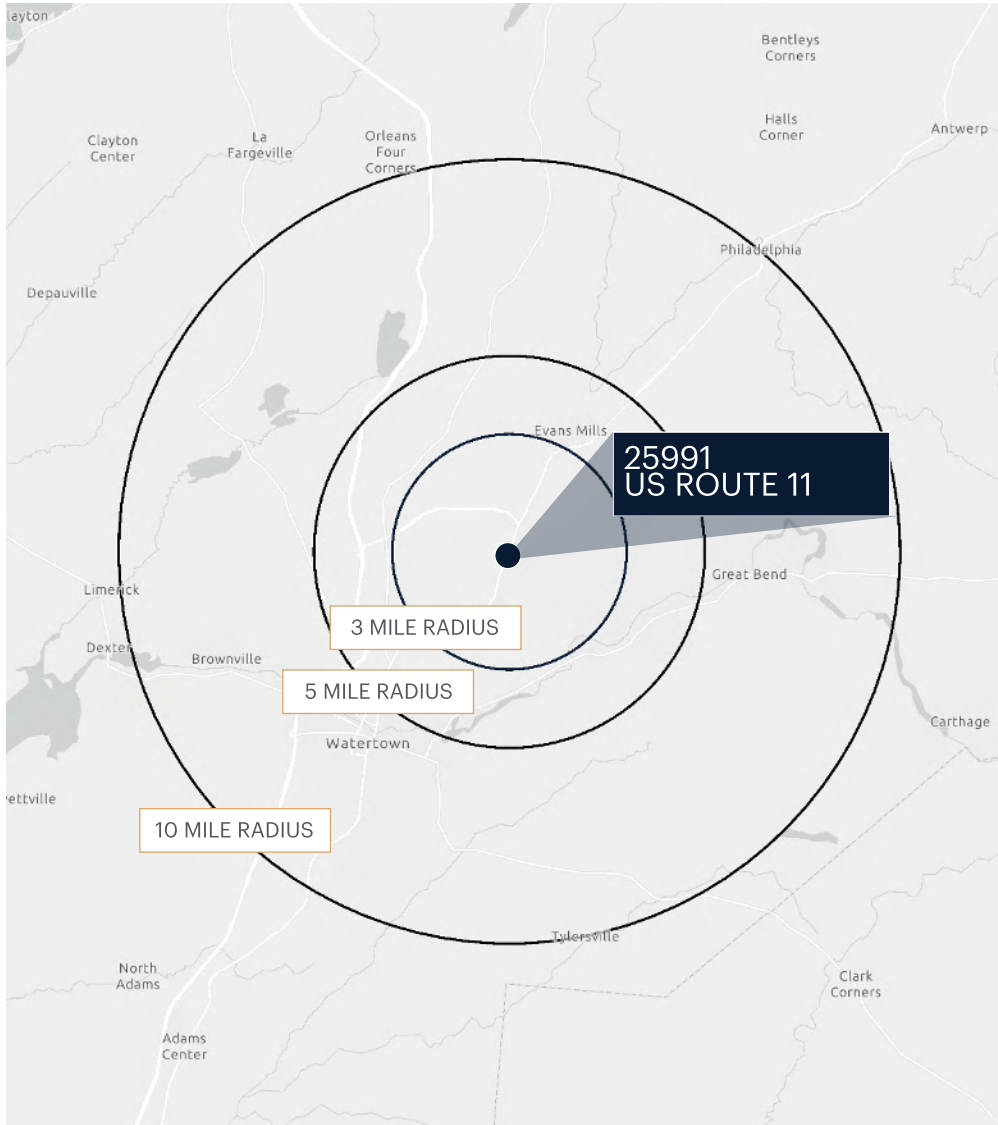 layton
Bentleys
Corners
Halls
Corner
Antwerp
Clayton
Center
La
Fargeville
Orleans
Four
Corners
Philadelphia
Depauville
Evans Mills
25991
US ROUTE 11
Great Bend
Limerick
3 MILE RADIUS
Dexter
Brownville
5 MILE RADIUS
Carthage
Watertown
ettville
10 MILE RADIUS
Tylersville
North
Adams
Clark
Corners
Adams
Center